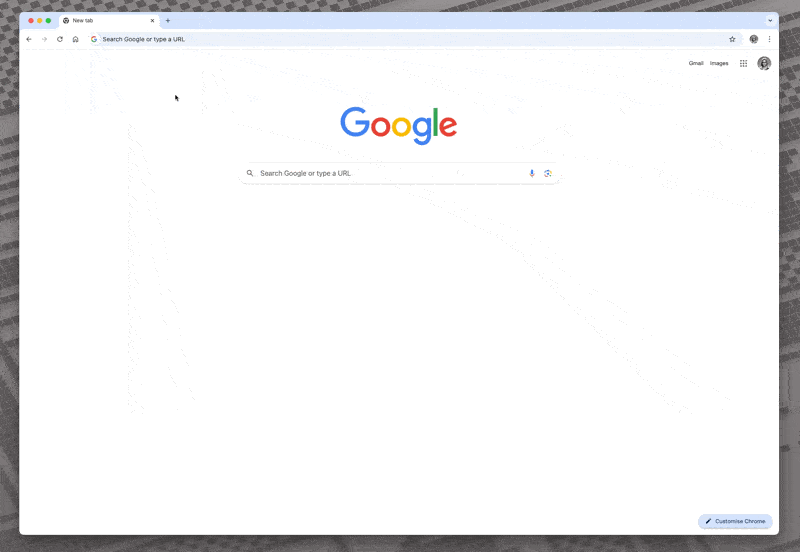 New tab
Search Google or type a URL
Gmail Images
Google
Search Google or type a URL
Customise Chrome